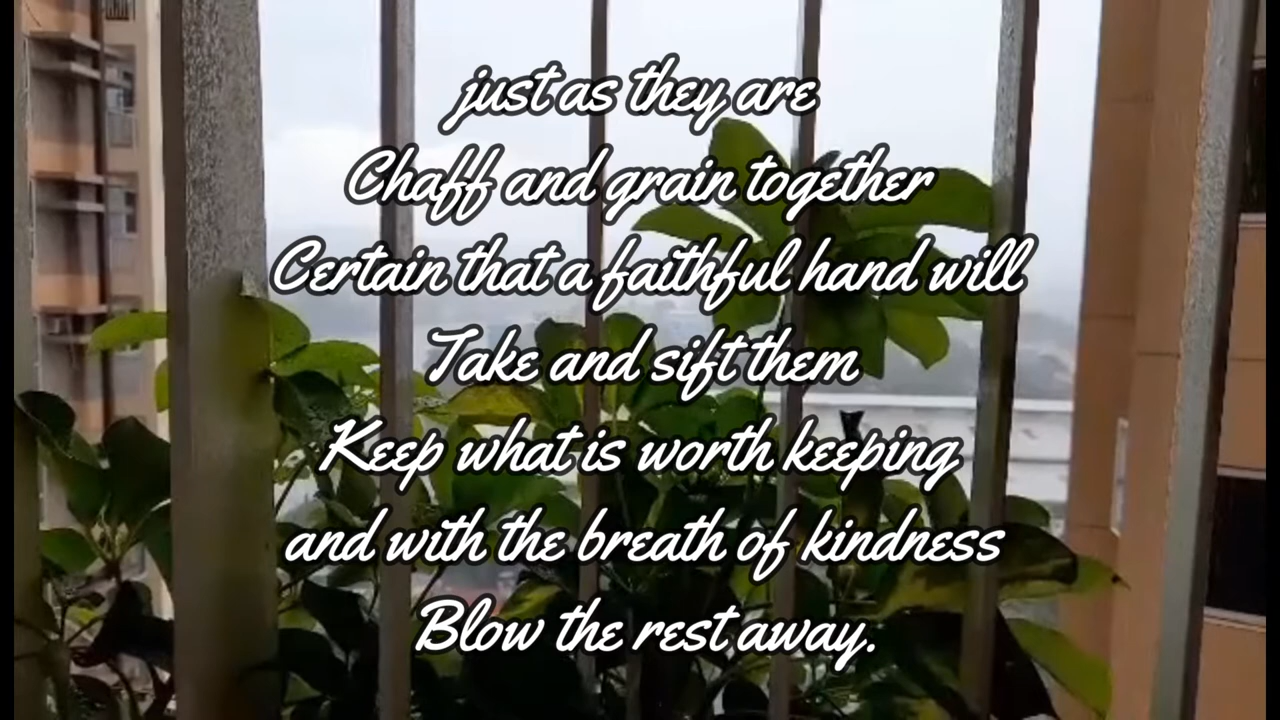 just as they are
Chaff and grain together
Certain that a faithful hand will
Take and sift them
Keep what is worth keeping
and with the breath of kindness
Blow the rest away.